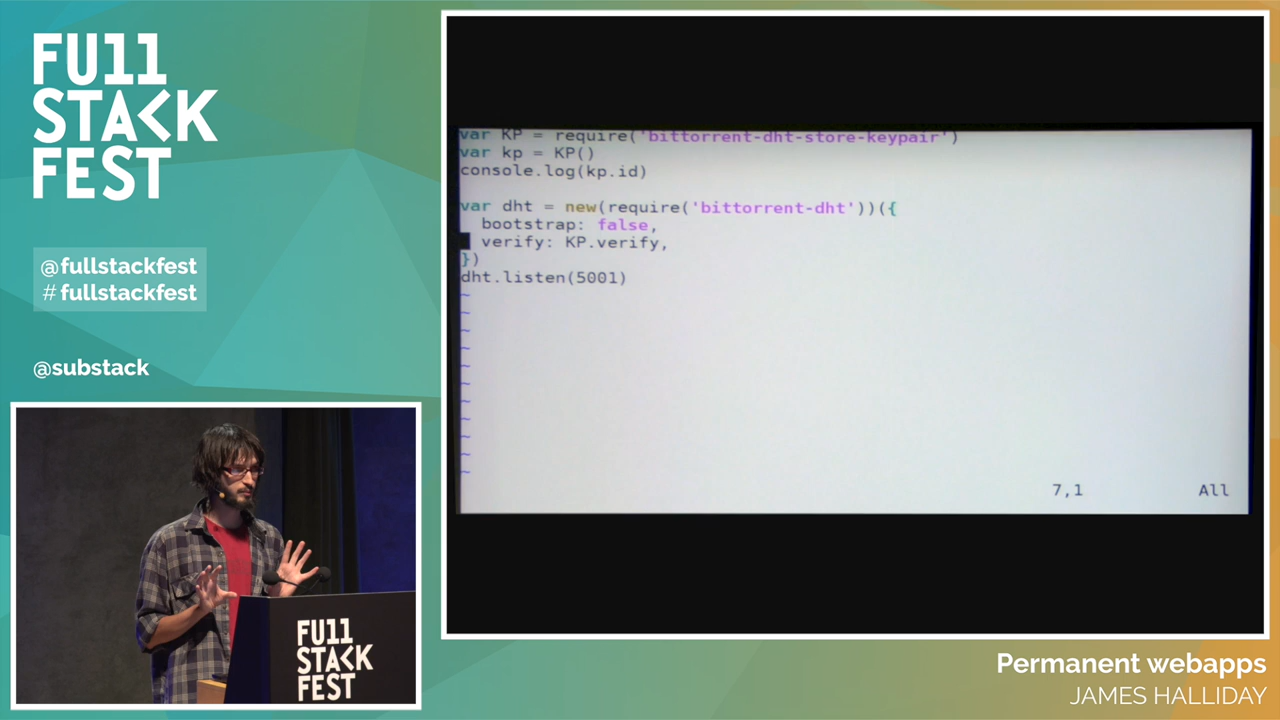 FU11
STACK
FEST
@fullstackfest
# fullstackfest
@substack
var KP = require('bittorrent-dht-store-keypair')
var kp = KP()
console.log(kp.id)
var dht = new(require('bittorrent-dht'))({
bootstrap: false,
verify: KP.verify,
})
dht.listen(5001)
~
~
~
~
~
~
~
~
~
~
~
7,1 All
FU11
STACK
FEST
Permanent webapps
JAMES HALLIDAY